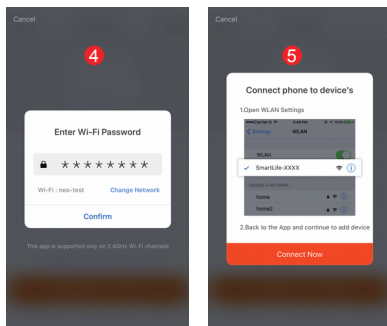 Cancel
4
Enter Wi-Fi Password
********
Wi-Fi : neo-test
Change Network
Confirm
This app is supported only on 2.4GHz Wi-Fi channels
Cancel
5
Connect phone to device's
1.Open WLAN Settings
Settings
WLAN
WLAN
SmartLife-XXXX
CHOOSE A NETWORK...
home
home2
2.Back to the App and continue to add device
Connect Now